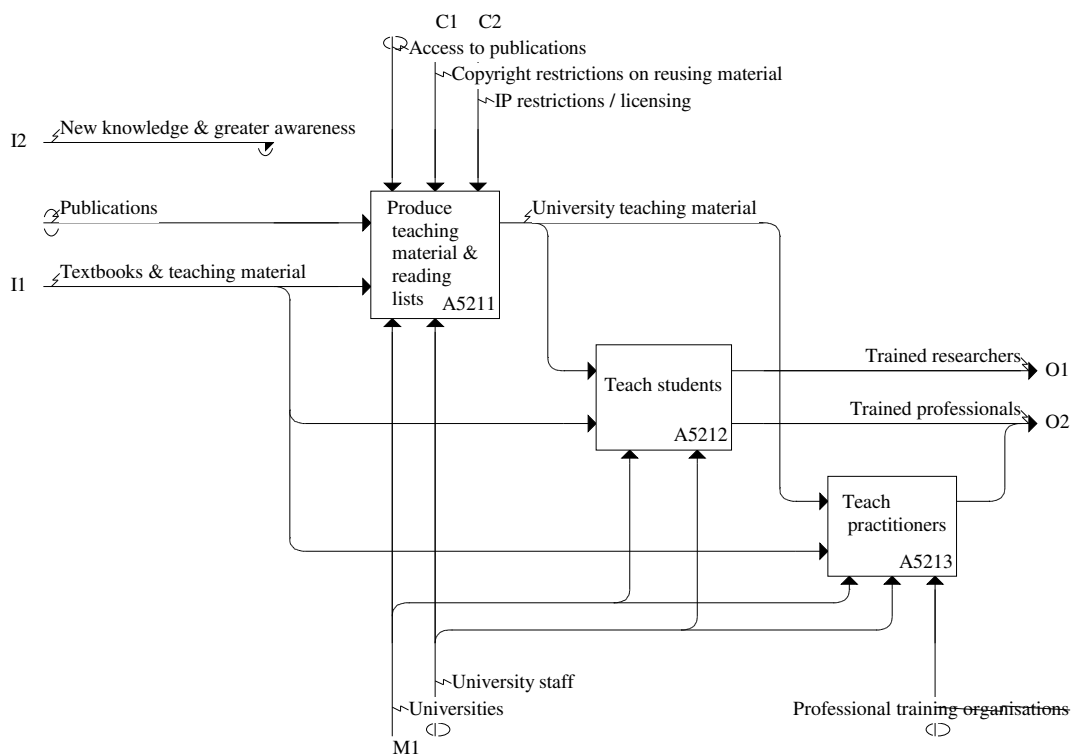 C1 C2
Access to publications
Copyright restrictions on reusing material
IP restrictions / licensing
New knowledge & greater awareness
I2
Publications
Produce
teaching
material &
reading
lists
A5211
University teaching material
Textbooks & teaching material
I1
Trained researchers
O1
Teach students
A5212
Trained professionals
O2
Teach
practitioners
A5213
University staff
Universities
Professional training organisations
M1